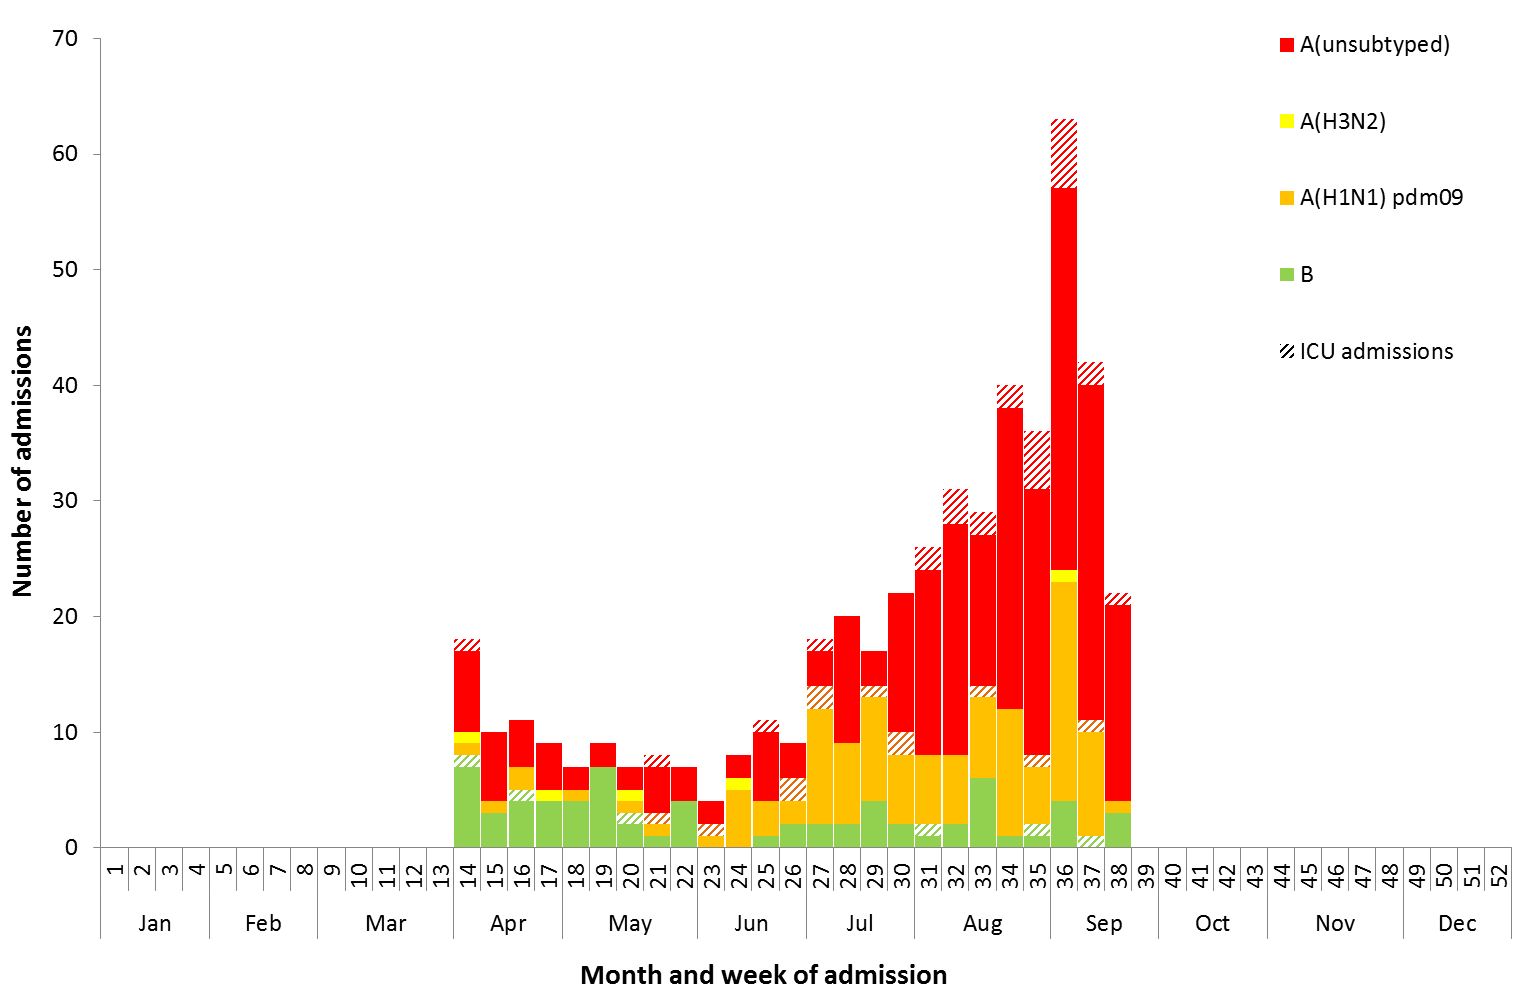 70
60
50
40
30
20
10
0
Number of admissions
A(unsubtyped)
A(H3N2)
A(H1N1) pdm09
B
ICU admissions
1 2 3 4 5 6 7 8 9 10 11 12 13 14 15 16 17 18 19 20 21 22 23 24 25 26 27 28 29 30 31 32 33 34 35 36 37 38 39 40 41 42 43 44 45 46 47 48 49 50 51 52
Jan Feb Mar Apr May Jun Jul Aug Sep Oct Nov Dec
Month and week of admission